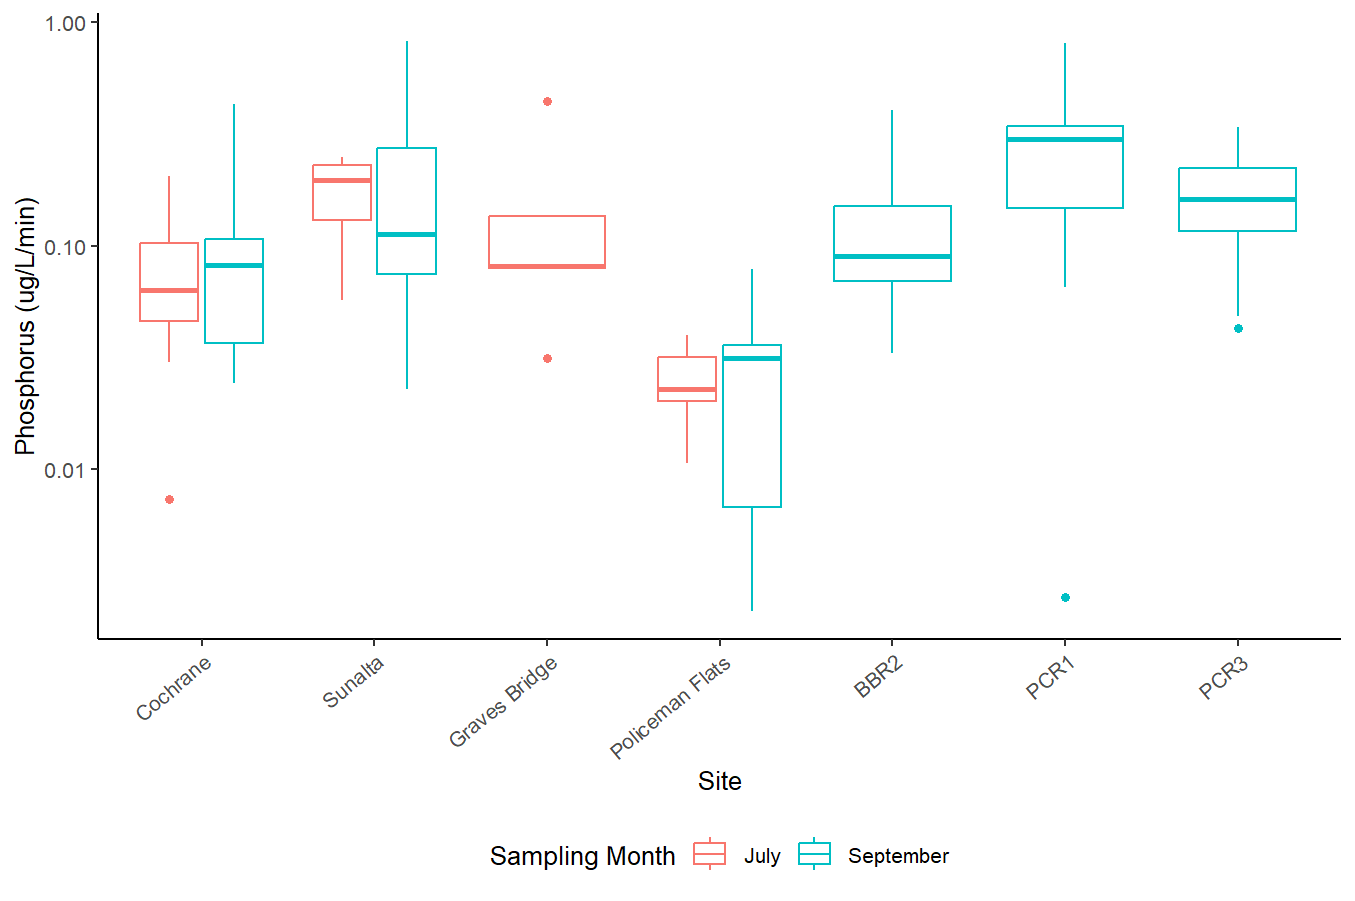 1.00
0.10
0.01
Phosphorus (ug/L/min)
Cochrane
Sunalta
Graves Bridge
Policeman Flats
BBR2
PCR1
PCR3
Site
Sampling Month July September